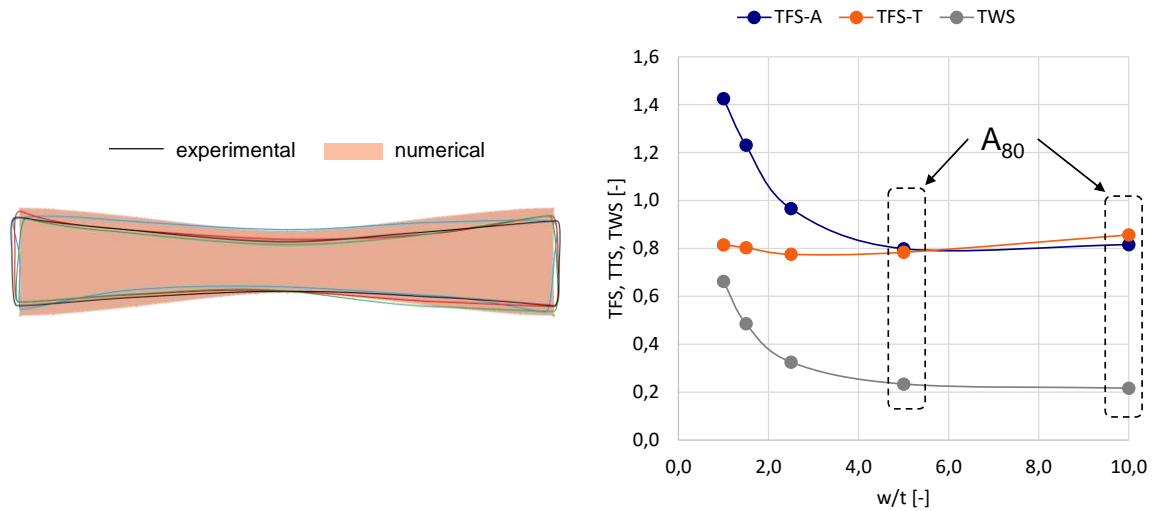 experimental
numerical
TFS-A
TFS-T
TWS
TFS, TTS, TWS [-]
1,6
1,4
1,2
1,0
0,8
0,6
0,4
0,2
0,0
A80
0,0
2,0
4,0
6,0
8,0
10,0
w/t [-]